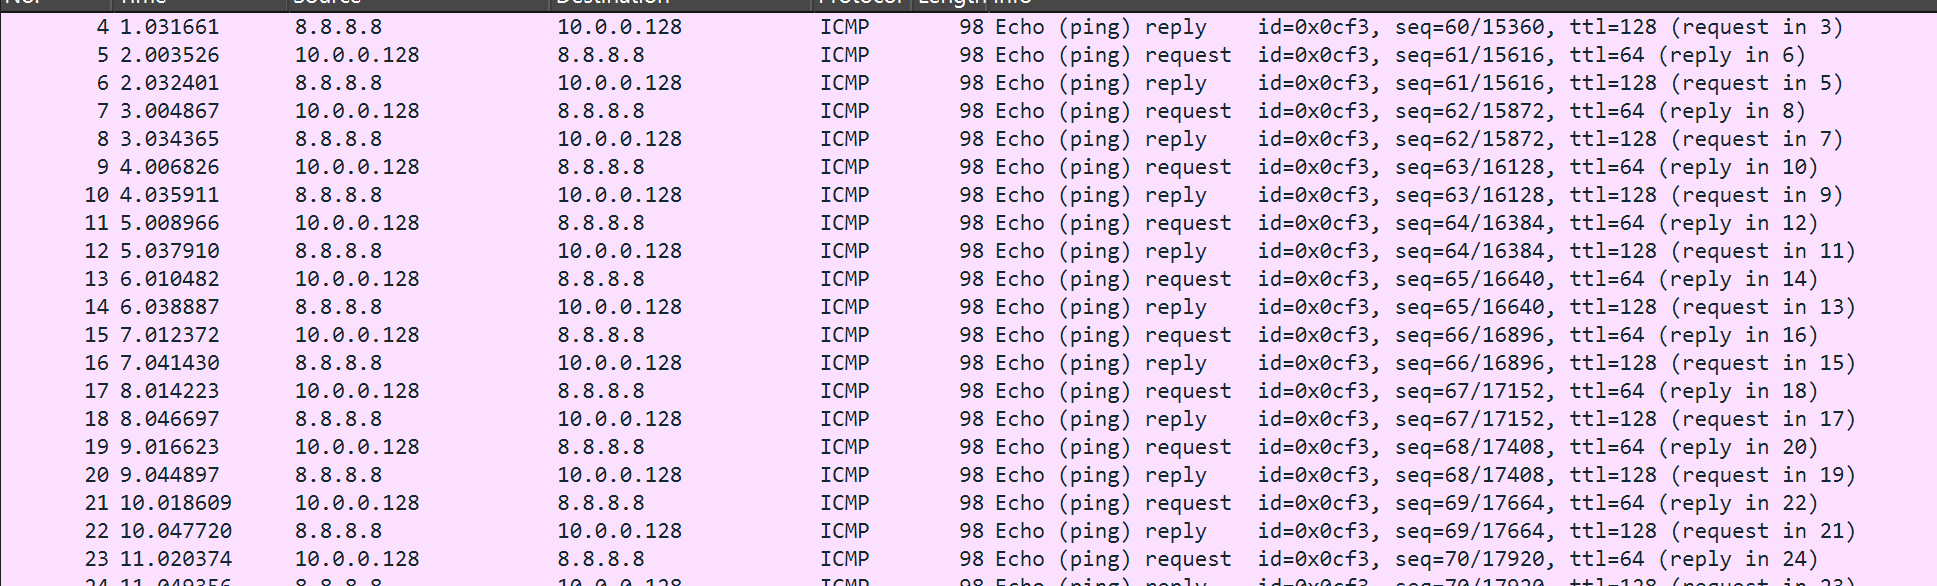 No. Time Source Destination Protocol Length Info
4 1.031661 8.8.8.8 10.0.0.128 ICMP 98 Echo (ping) reply id=0x0cf3, seq=60/15360, ttl=128 (request in 3)
5 2.003526 10.0.0.128 8.8.8.8 ICMP 98 Echo (ping) request id=0x0cf3, seq=61/15616, ttl=64 (reply in 6)
6 2.032401 8.8.8.8 10.0.0.128 ICMP 98 Echo (ping) reply id=0x0cf3, seq=61/15616, ttl=128 (request in 5)
7 3.004867 10.0.0.128 8.8.8.8 ICMP 98 Echo (ping) request id=0x0cf3, seq=62/15872, ttl=64 (reply in 8)
8 3.034365 8.8.8.8 10.0.0.128 ICMP 98 Echo (ping) reply id=0x0cf3, seq=62/15872, ttl=128 (request in 7)
9 4.006826 10.0.0.128 8.8.8.8 ICMP 98 Echo (ping) request id=0x0cf3, seq=63/16128, ttl=64 (reply in 10)
10 4.035911 8.8.8.8 10.0.0.128 ICMP 98 Echo (ping) reply id=0x0cf3, seq=63/16128, ttl=128 (request in 9)
11 5.008966 10.0.0.128 8.8.8.8 ICMP 98 Echo (ping) request id=0x0cf3, seq=64/16384, ttl=64 (reply in 12)
12 5.037910 8.8.8.8 10.0.0.128 ICMP 98 Echo (ping) reply id=0x0cf3, seq=64/16384, ttl=128 (request in 11)
13 6.010482 10.0.0.128 8.8.8.8 ICMP 98 Echo (ping) request id=0x0cf3, seq=65/16640, ttl=64 (reply in 14)
14 6.038887 8.8.8.8 10.0.0.128 ICMP 98 Echo (ping) reply id=0x0cf3, seq=65/16640, ttl=128 (request in 13)
15 7.012372 10.0.0.128 8.8.8.8 ICMP 98 Echo (ping) request id=0x0cf3, seq=66/16896, ttl=64 (reply in 16)
16 7.041430 8.8.8.8 10.0.0.128 ICMP 98 Echo (ping) reply id=0x0cf3, seq=66/16896, ttl=128 (request in 15)
17 8.014223 10.0.0.128 8.8.8.8 ICMP 98 Echo (ping) request id=0x0cf3, seq=67/17152, ttl=64 (reply in 18)
18 8.046697 8.8.8.8 10.0.0.128 ICMP 98 Echo (ping) reply id=0x0cf3, seq=67/17152, ttl=128 (request in 17)
19 9.016623 10.0.0.128 8.8.8.8 ICMP 98 Echo (ping) request id=0x0cf3, seq=68/17408, ttl=64 (reply in 20)
20 9.044897 8.8.8.8 10.0.0.128 ICMP 98 Echo (ping) reply id=0x0cf3, seq=68/17408, ttl=128 (request in 19)
21 10.018609 10.0.0.128 8.8.8.8 ICMP 98 Echo (ping) request id=0x0cf3, seq=69/17664, ttl=64 (reply in 22)
22 10.047720 8.8.8.8 10.0.0.128 ICMP 98 Echo (ping) reply id=0x0cf3, seq=69/17664, ttl=128 (request in 21)
23 11.020374 10.0.0.128 8.8.8.8 ICMP 98 Echo (ping) request id=0x0cf3, seq=70/17920, ttl=64 (reply in 24)
24 11.049356 8.8.8.8 10.0.0.128 ICMP 98 Echo (ping) reply id=0x0cf3, seq=70/17920, ttl=128 (request in 23)